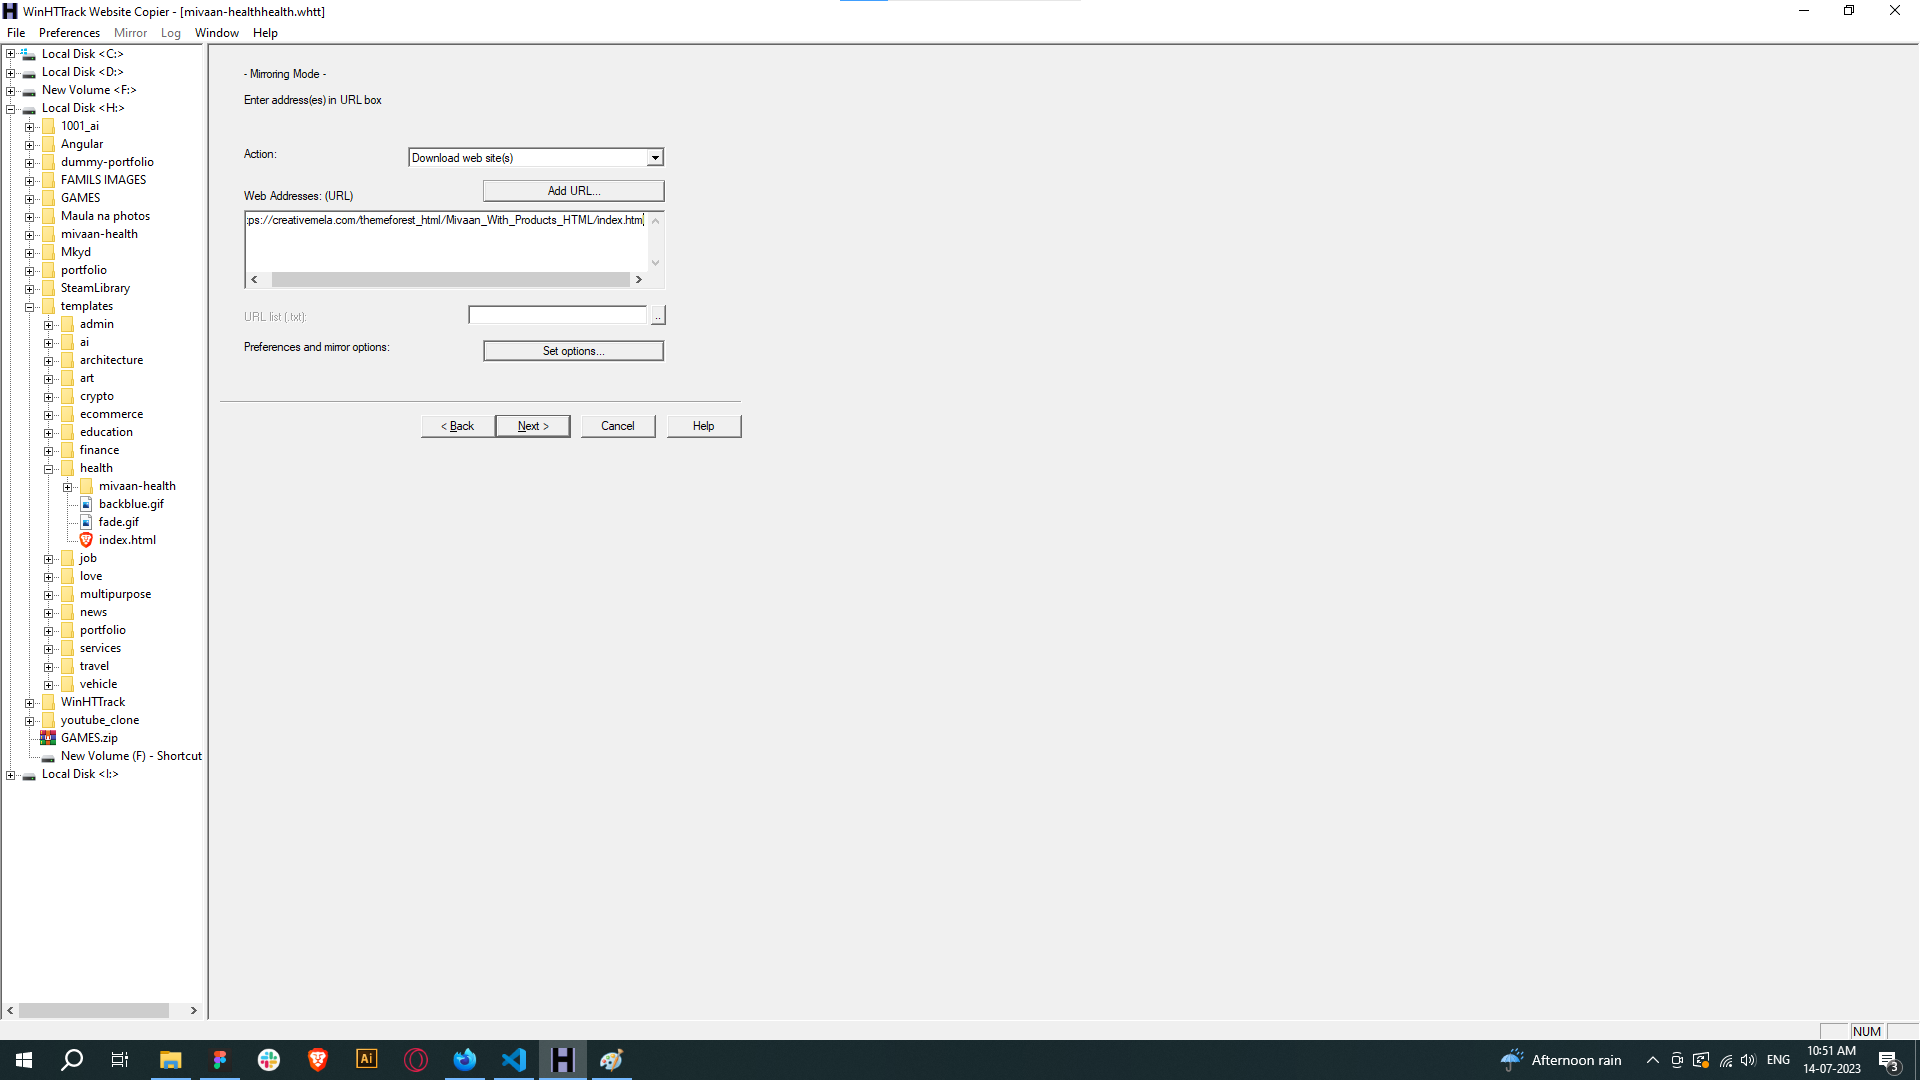 WinHTTrack Website Copier - [mivaan-healthhealth.whtt]
File Preferences Mirror Log Window Help
Local Disk <C:>
Local Disk <D:>
New Volume <F:>
Local Disk <H:>
1001_ai
Angular
dummy-portfolio
FAMILS IMAGES
GAMES
Maula na photos
mivaan-health
Mkyd
portfolio
SteamLibrary
templates
admin
ai
architecture
art
crypto
ecommerce
education
finance
health
mivaan-health
backblue.gif
fade.gif
index.html
job
love
multipurpose
news
portfolio
services
travel
vehicle
WinHTTrack
youtube_clone
GAMES.zip
New Volume (F) - Shortcut
Local Disk <I:>
- Mirroring Mode -
Enter address(es) in URL box
Action:
Download web site(s)
Web Addresses: (URL)
Add URL...
:ps://creativemela.com/themeforest_html/Mivaan_With_Products_HTML/index.html
URL list (.txt):
..
Preferences and mirror options:
Set options...
< Back
Next >
Cancel
Help
NUM
Ai
Afternoon rain
ENG
10:51 AM
14-07-2023
3